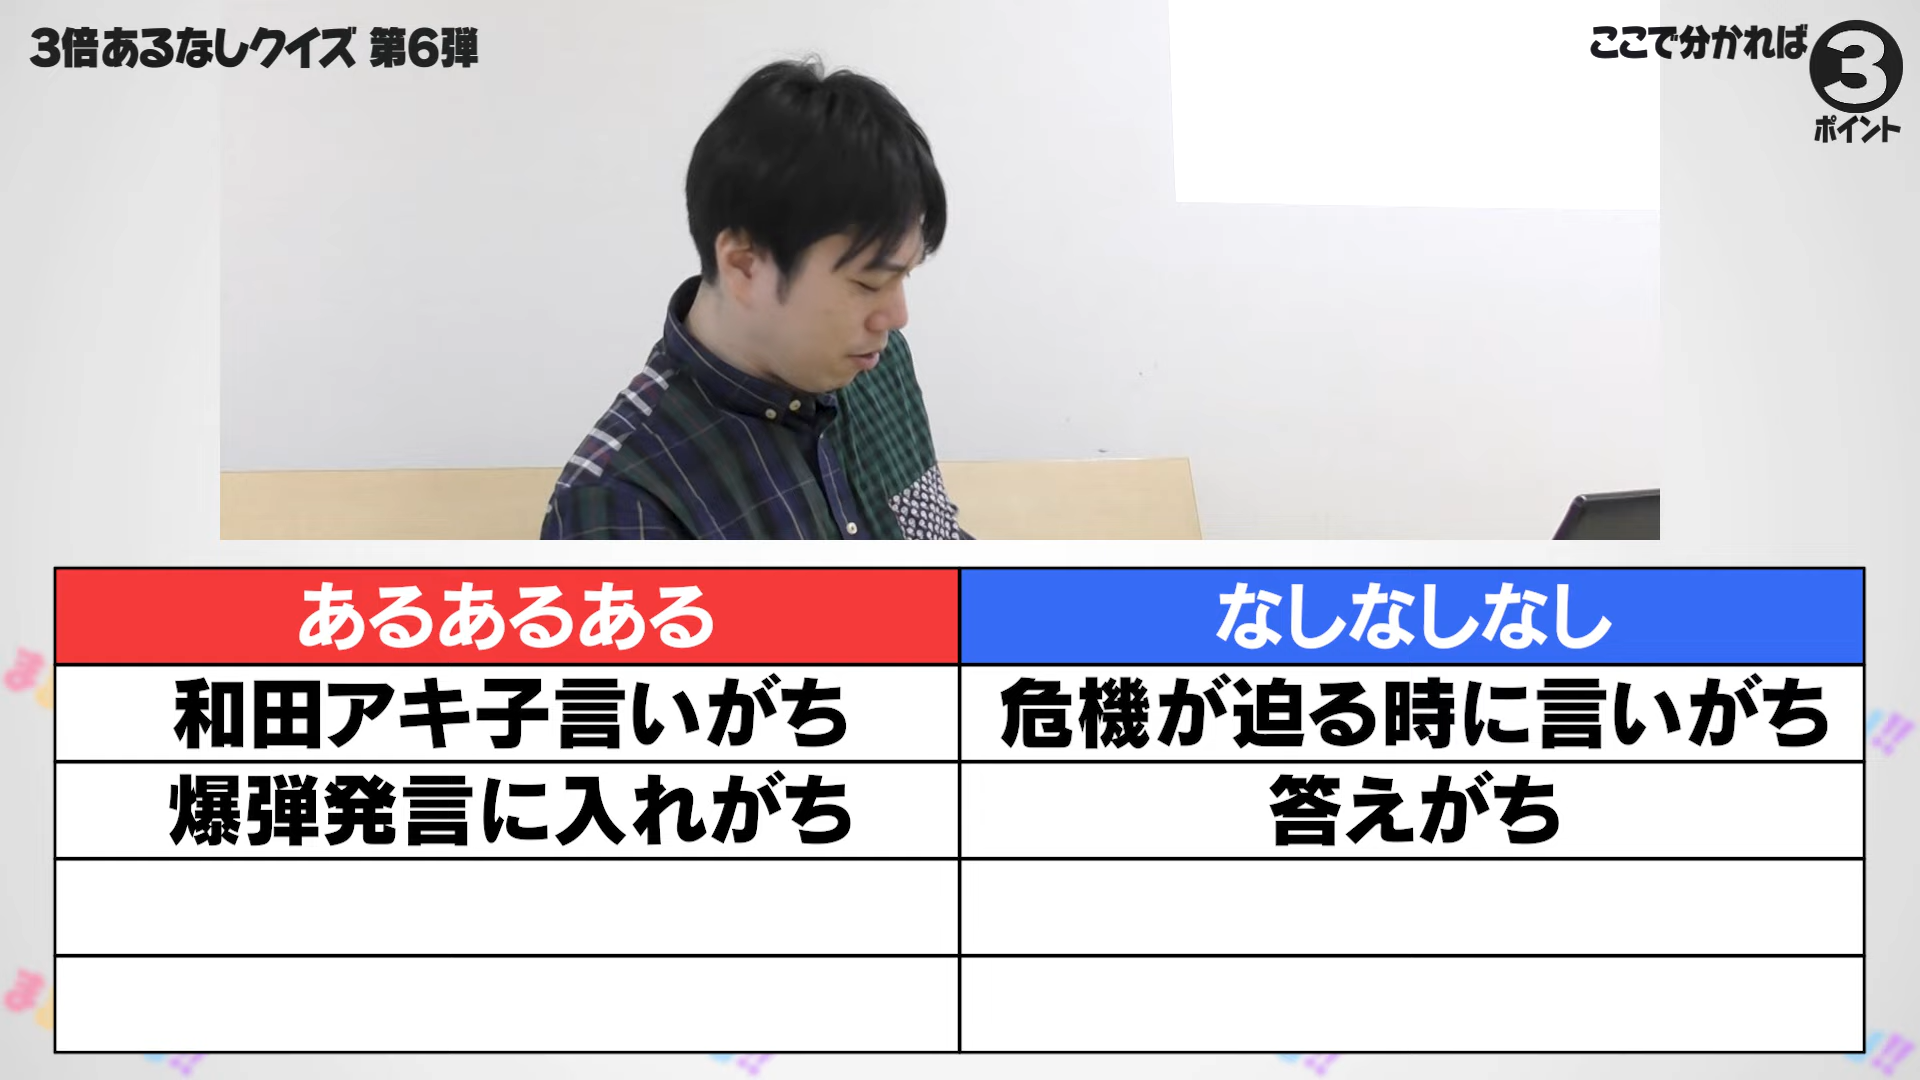 3倍あるなしクイズ 第6弾
ここで分かれば
3
ポイント
あるあるある
なしなしなし
和田アキ子言いがち
危機が迫る時に言いがち
爆弾発言に入れがち
答えがち